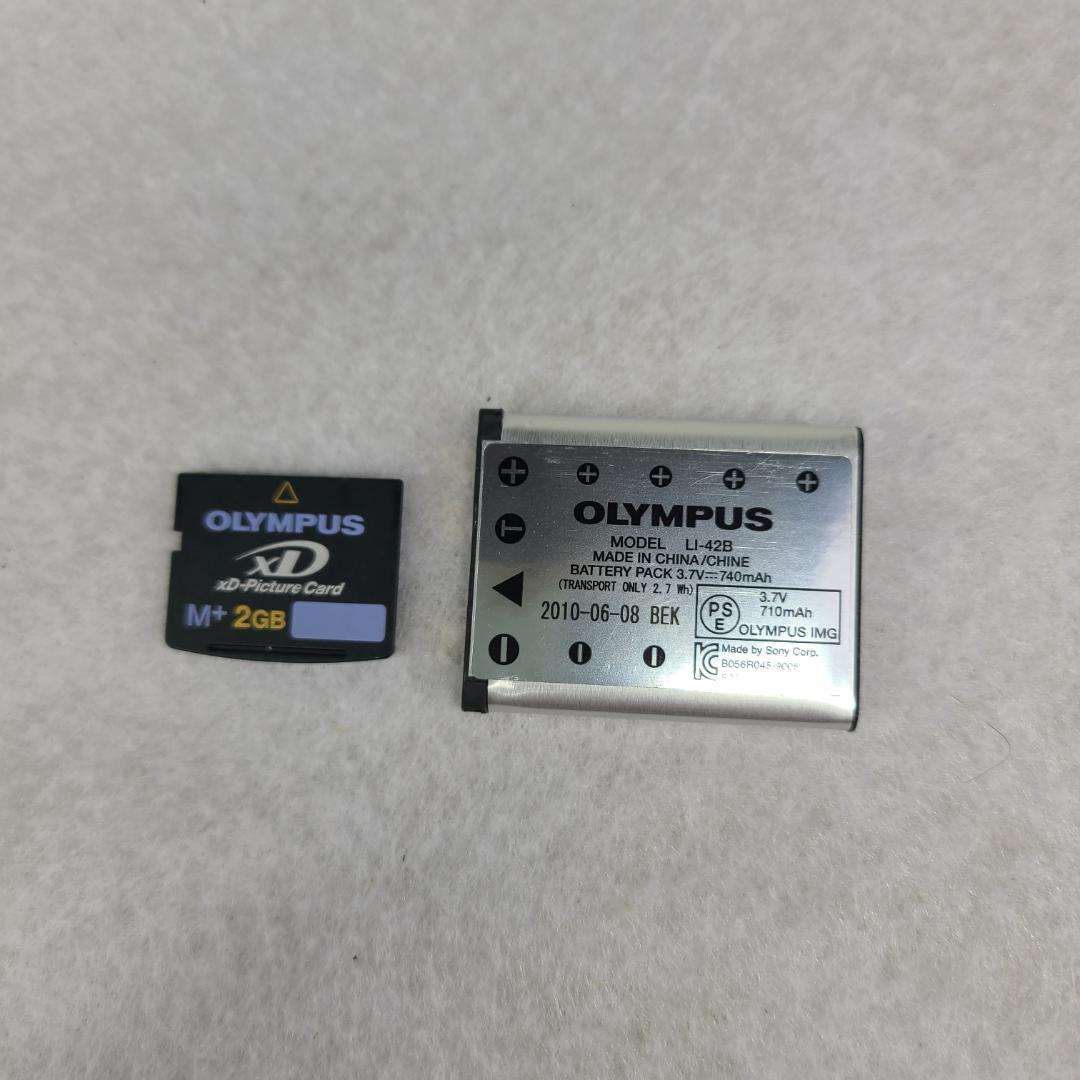 OLYMPUS
xD
xD-Picture Card
M+ 2GB
OLYMPUS
MODEL LI-42B
MADE IN CHINA/CHINE
BATTERY PACK 3.7V⎓740mAh
(TRANSPORT ONLY 2.7 Wh)
2010-06-08 BEK
T
PS
E
3.7V
710mAh
OLYMPUS IMG
Made by Sony Corp.